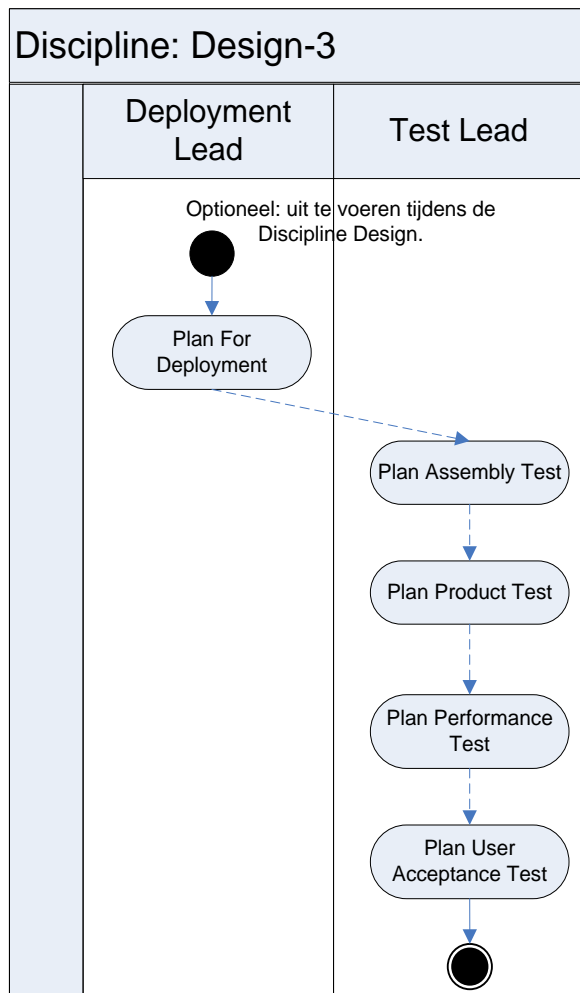 Discipline: Design-3
Deployment
Lead
Test Lead
Optioneel: uit te voeren tijdens de
Discipline Design.
Plan For
Deployment
Plan Assembly Test
Plan Product Test
Plan Performance
Test
Plan User
Acceptance Test